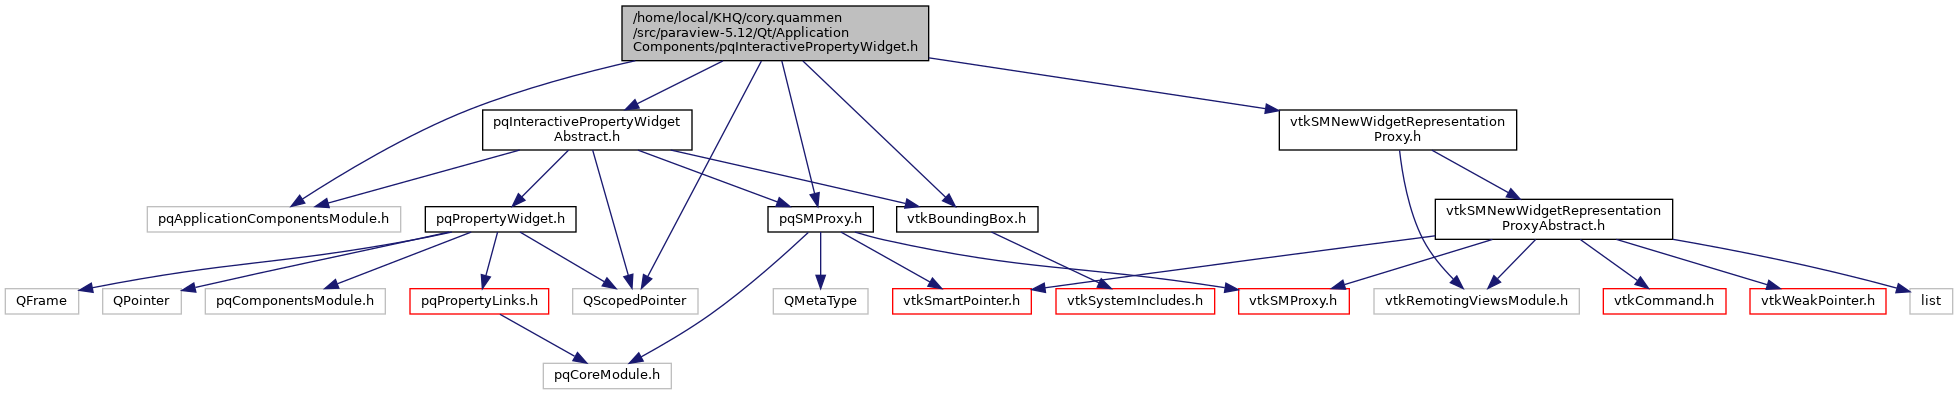 /home/local/KHQ/cory.quammen
/src/paraview-5.12/Qt/Application
Components/pqInteractivePropertyWidget.h
pqInteractivePropertyWidget
Abstract.h
vtkSMNewWidgetRepresentation
Proxy.h
pqApplicationComponentsModule.h
pqPropertyWidget.h
pqSMProxy.h
vtkBoundingBox.h
vtkSMNewWidgetRepresentation
ProxyAbstract.h
QFrame
QPointer
pqComponentsModule.h
pqPropertyLinks.h
QScopedPointer
QMetaType
vtkSmartPointer.h
vtkSystemIncludes.h
vtkSMProxy.h
vtkRemotingViewsModule.h
vtkCommand.h
vtkWeakPointer.h
list
pqCoreModule.h